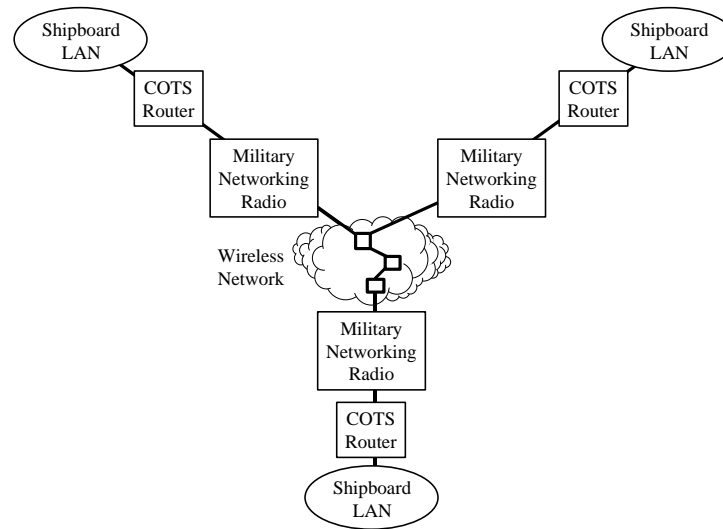 Shipboard
LAN
COTS
Router
Military
Networking
Radio
Shipboard
LAN
COTS
Router
Military
Networking
Radio
Wireless
Network
Military
Networking
Radio
COTS
Router
Shipboard
LAN